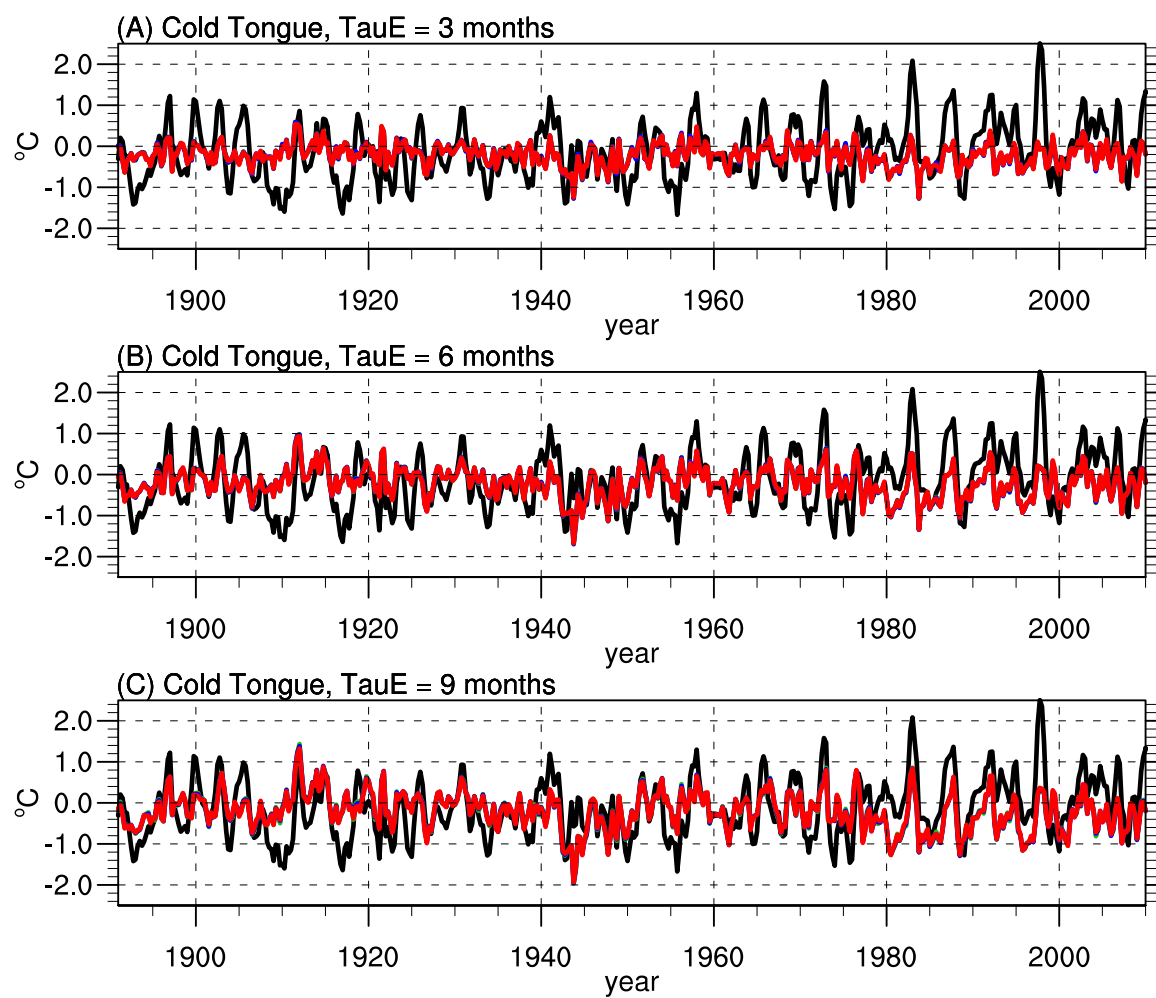 (A) Cold Tongue, TauE = 3 months
2.0
1.0
0.0
-1.0
-2.0
°C
1900 1920 1940 1960 1980 2000
year
(B) Cold Tongue, TauE = 6 months
2.0
1.0
0.0
-1.0
-2.0
°C
1900 1920 1940 1960 1980 2000
year
(C) Cold Tongue, TauE = 9 months
2.0
1.0
0.0
-1.0
-2.0
°C
1900 1920 1940 1960 1980 2000
year